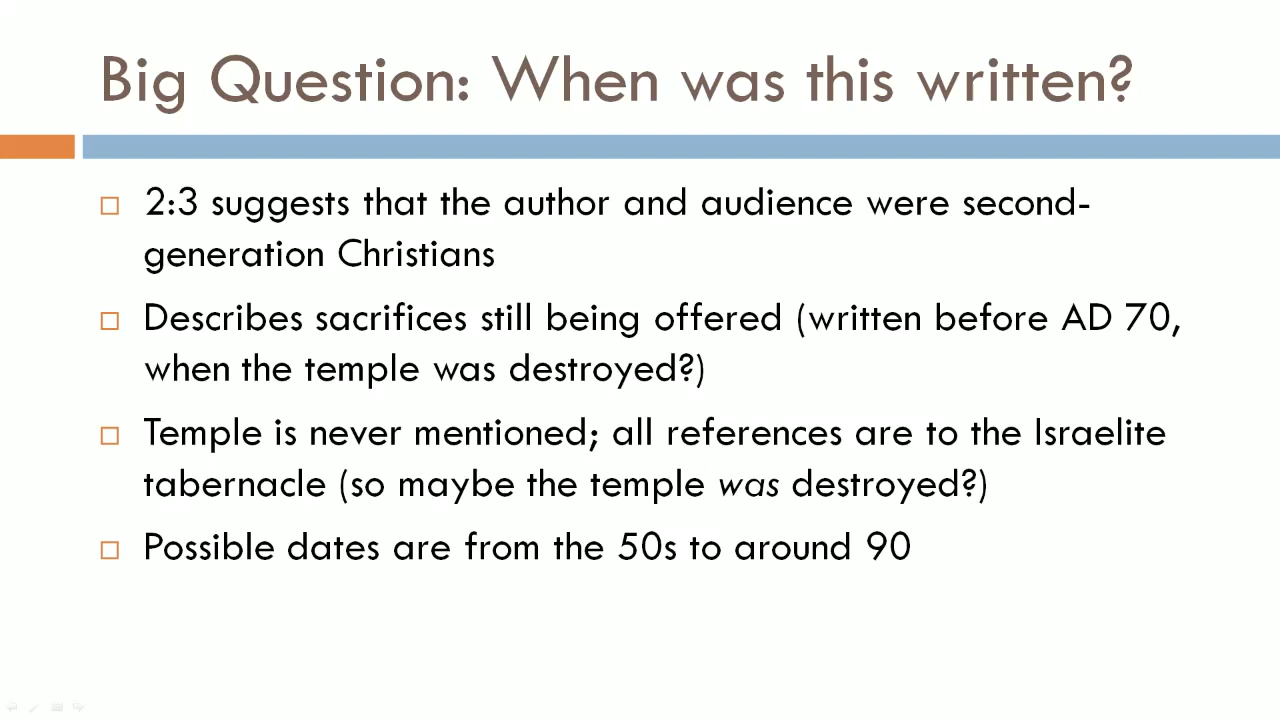 Big Question: When was this written?
2:3 suggests that the author and audience were second-
generation Christians
Describes sacrifices still being offered (written before AD 70,
when the temple was destroyed?)
Temple is never mentioned; all references are to the Israelite
tabernacle (so maybe the temple was destroyed?)
Possible dates are from the 50s to around 90